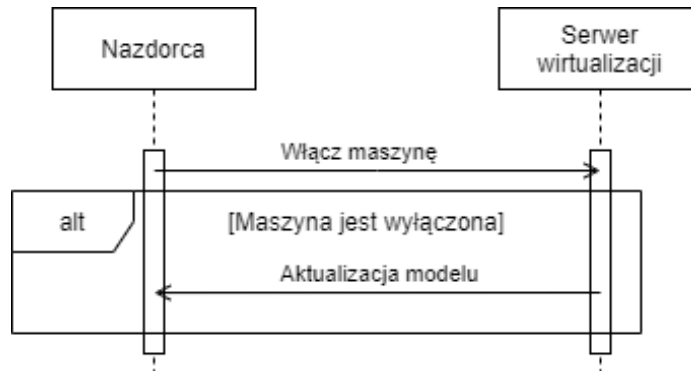 Nazdorca
Serwer
wirtualizacji
Włącz maszynę
alt
[Maszyna jest wyłączona]
Aktualizacja modelu